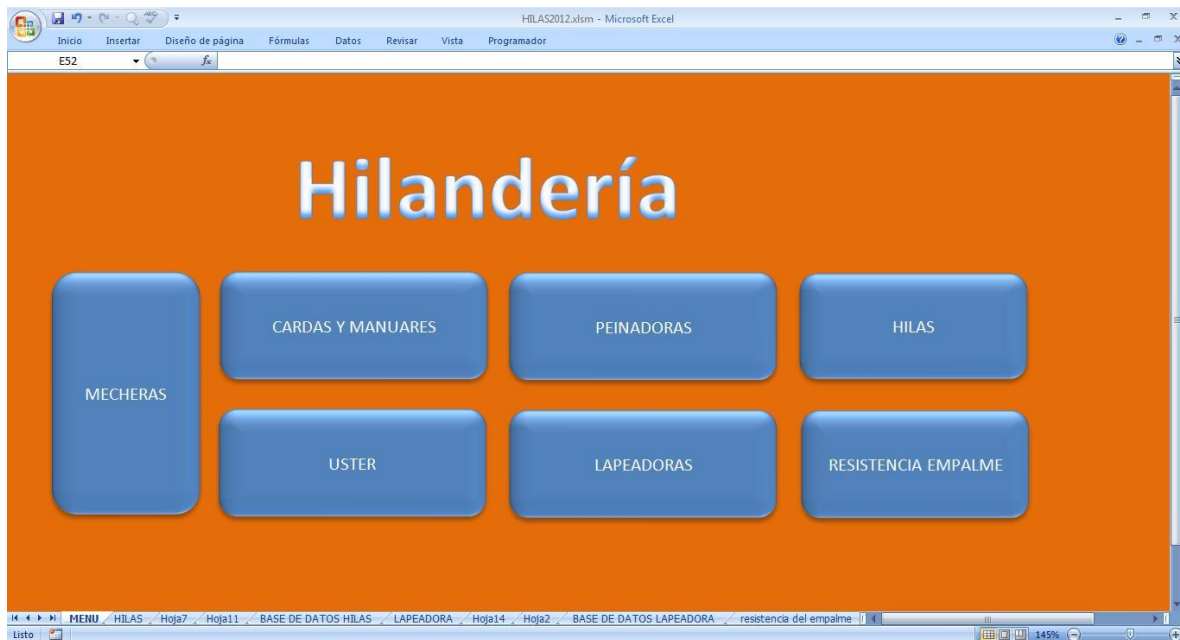 HILAS2012.xlsm - Microsoft Excel
Inicio Insertar Diseño de página Fórmulas Datos Revisar Vista Programador
E52 fx
Hilandería
CARDAS Y MANUARES PEINADORAS HILAS
MECHERAS
USTER LAPEADORAS RESISTENCIA EMPALME
MENU HILAS Hoja7 Hoja11 BASE DE DATOS HILAS LAPEADORA Hoja14 Hoja2 BASE DE DATOS LAPEADORA resistencia del empalme
Listo 145%